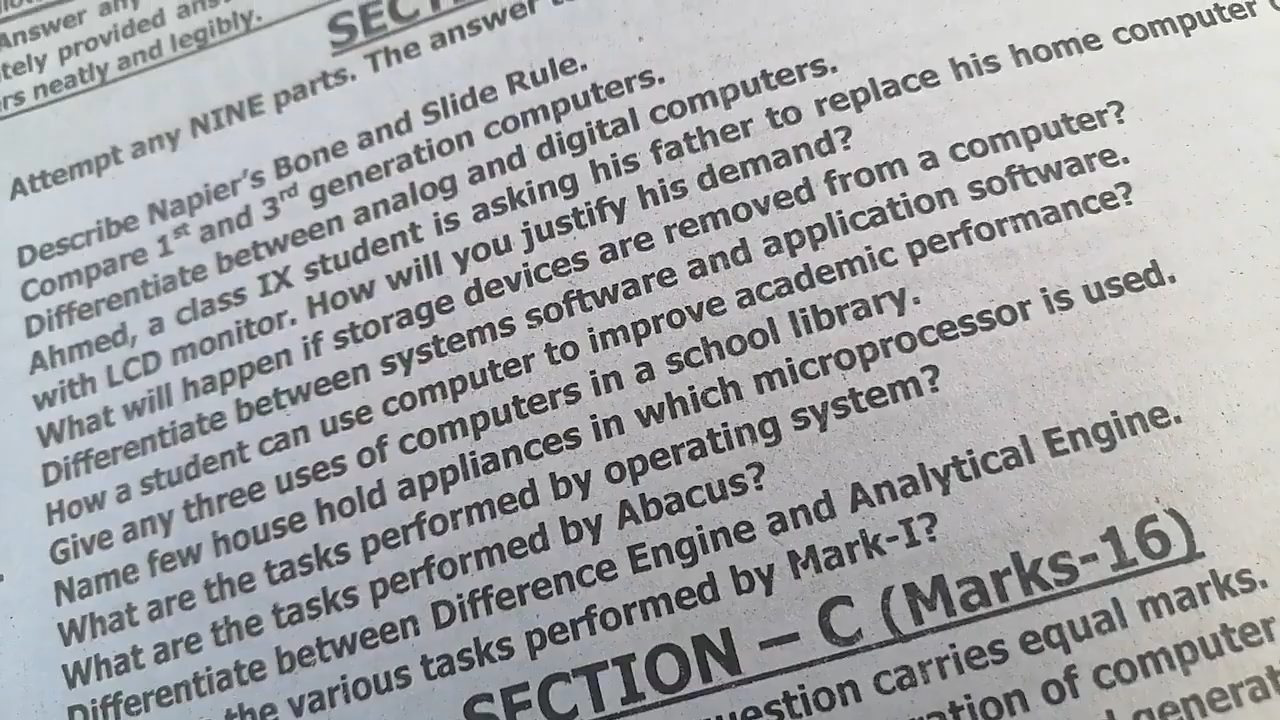 Answer any
tely provided ans
rs neatly and legibly.
SECT
Attempt any NINE parts. The answer
Describe Napier's Bone and Slide Rule.
Compare 1st and 3rd generation computers.
Differentiate between analog and digital computers.
Ahmed, a class IX student is asking his father to replace his home computer
with LCD monitor. How will you justify his demand?
What will happen if storage devices are removed from a computer?
Differentiate between systems software and application software.
How a student can use computer to improve academic performance?
Give any three uses of computers in a school library.
Name few house hold appliances in which microprocessor is used.
What are the tasks performed by operating system?
What are the tasks performed by Abacus?
Differentiate between Difference Engine and Analytical Engine.
the various tasks performed by Mark-I?
SECTION – C (Marks-16)
uestion carries equal marks.
ation of computer
generat